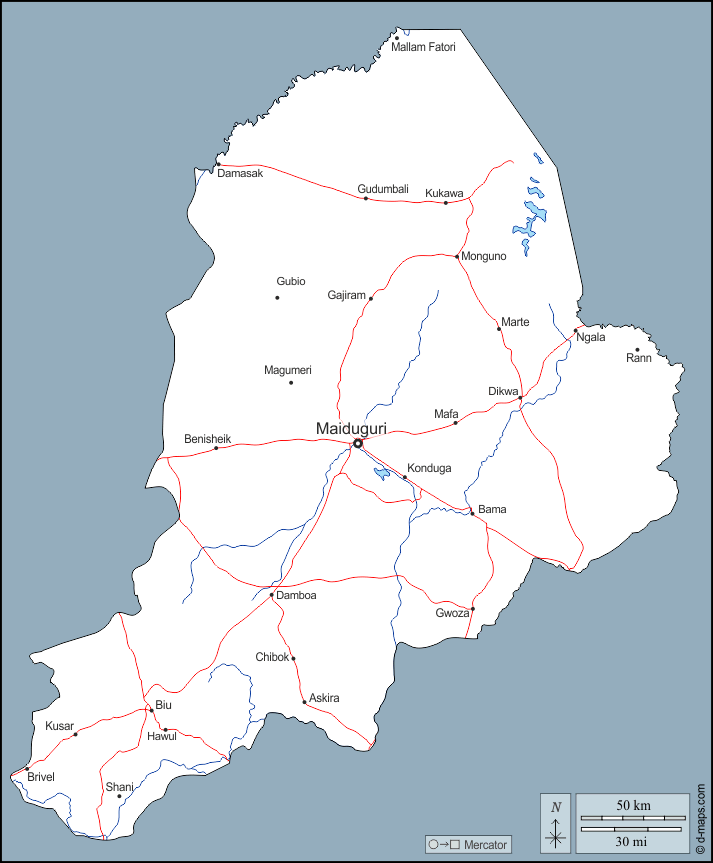 Mallam Fatori
Damasak
Gudumbali
Kukawa
Monguno
Gubio
Gajiram
Marte
Ngala
Rann
Magumeri
Dikwa
Mafa
Maiduguri
Benisheik
Konduga
Bama
Damboa
Gwoza
Chibok
Askira
Biu
Kusar
Hawul
Brivel
Shani
N
50 km
30 mi
Mercator
© d-maps.com